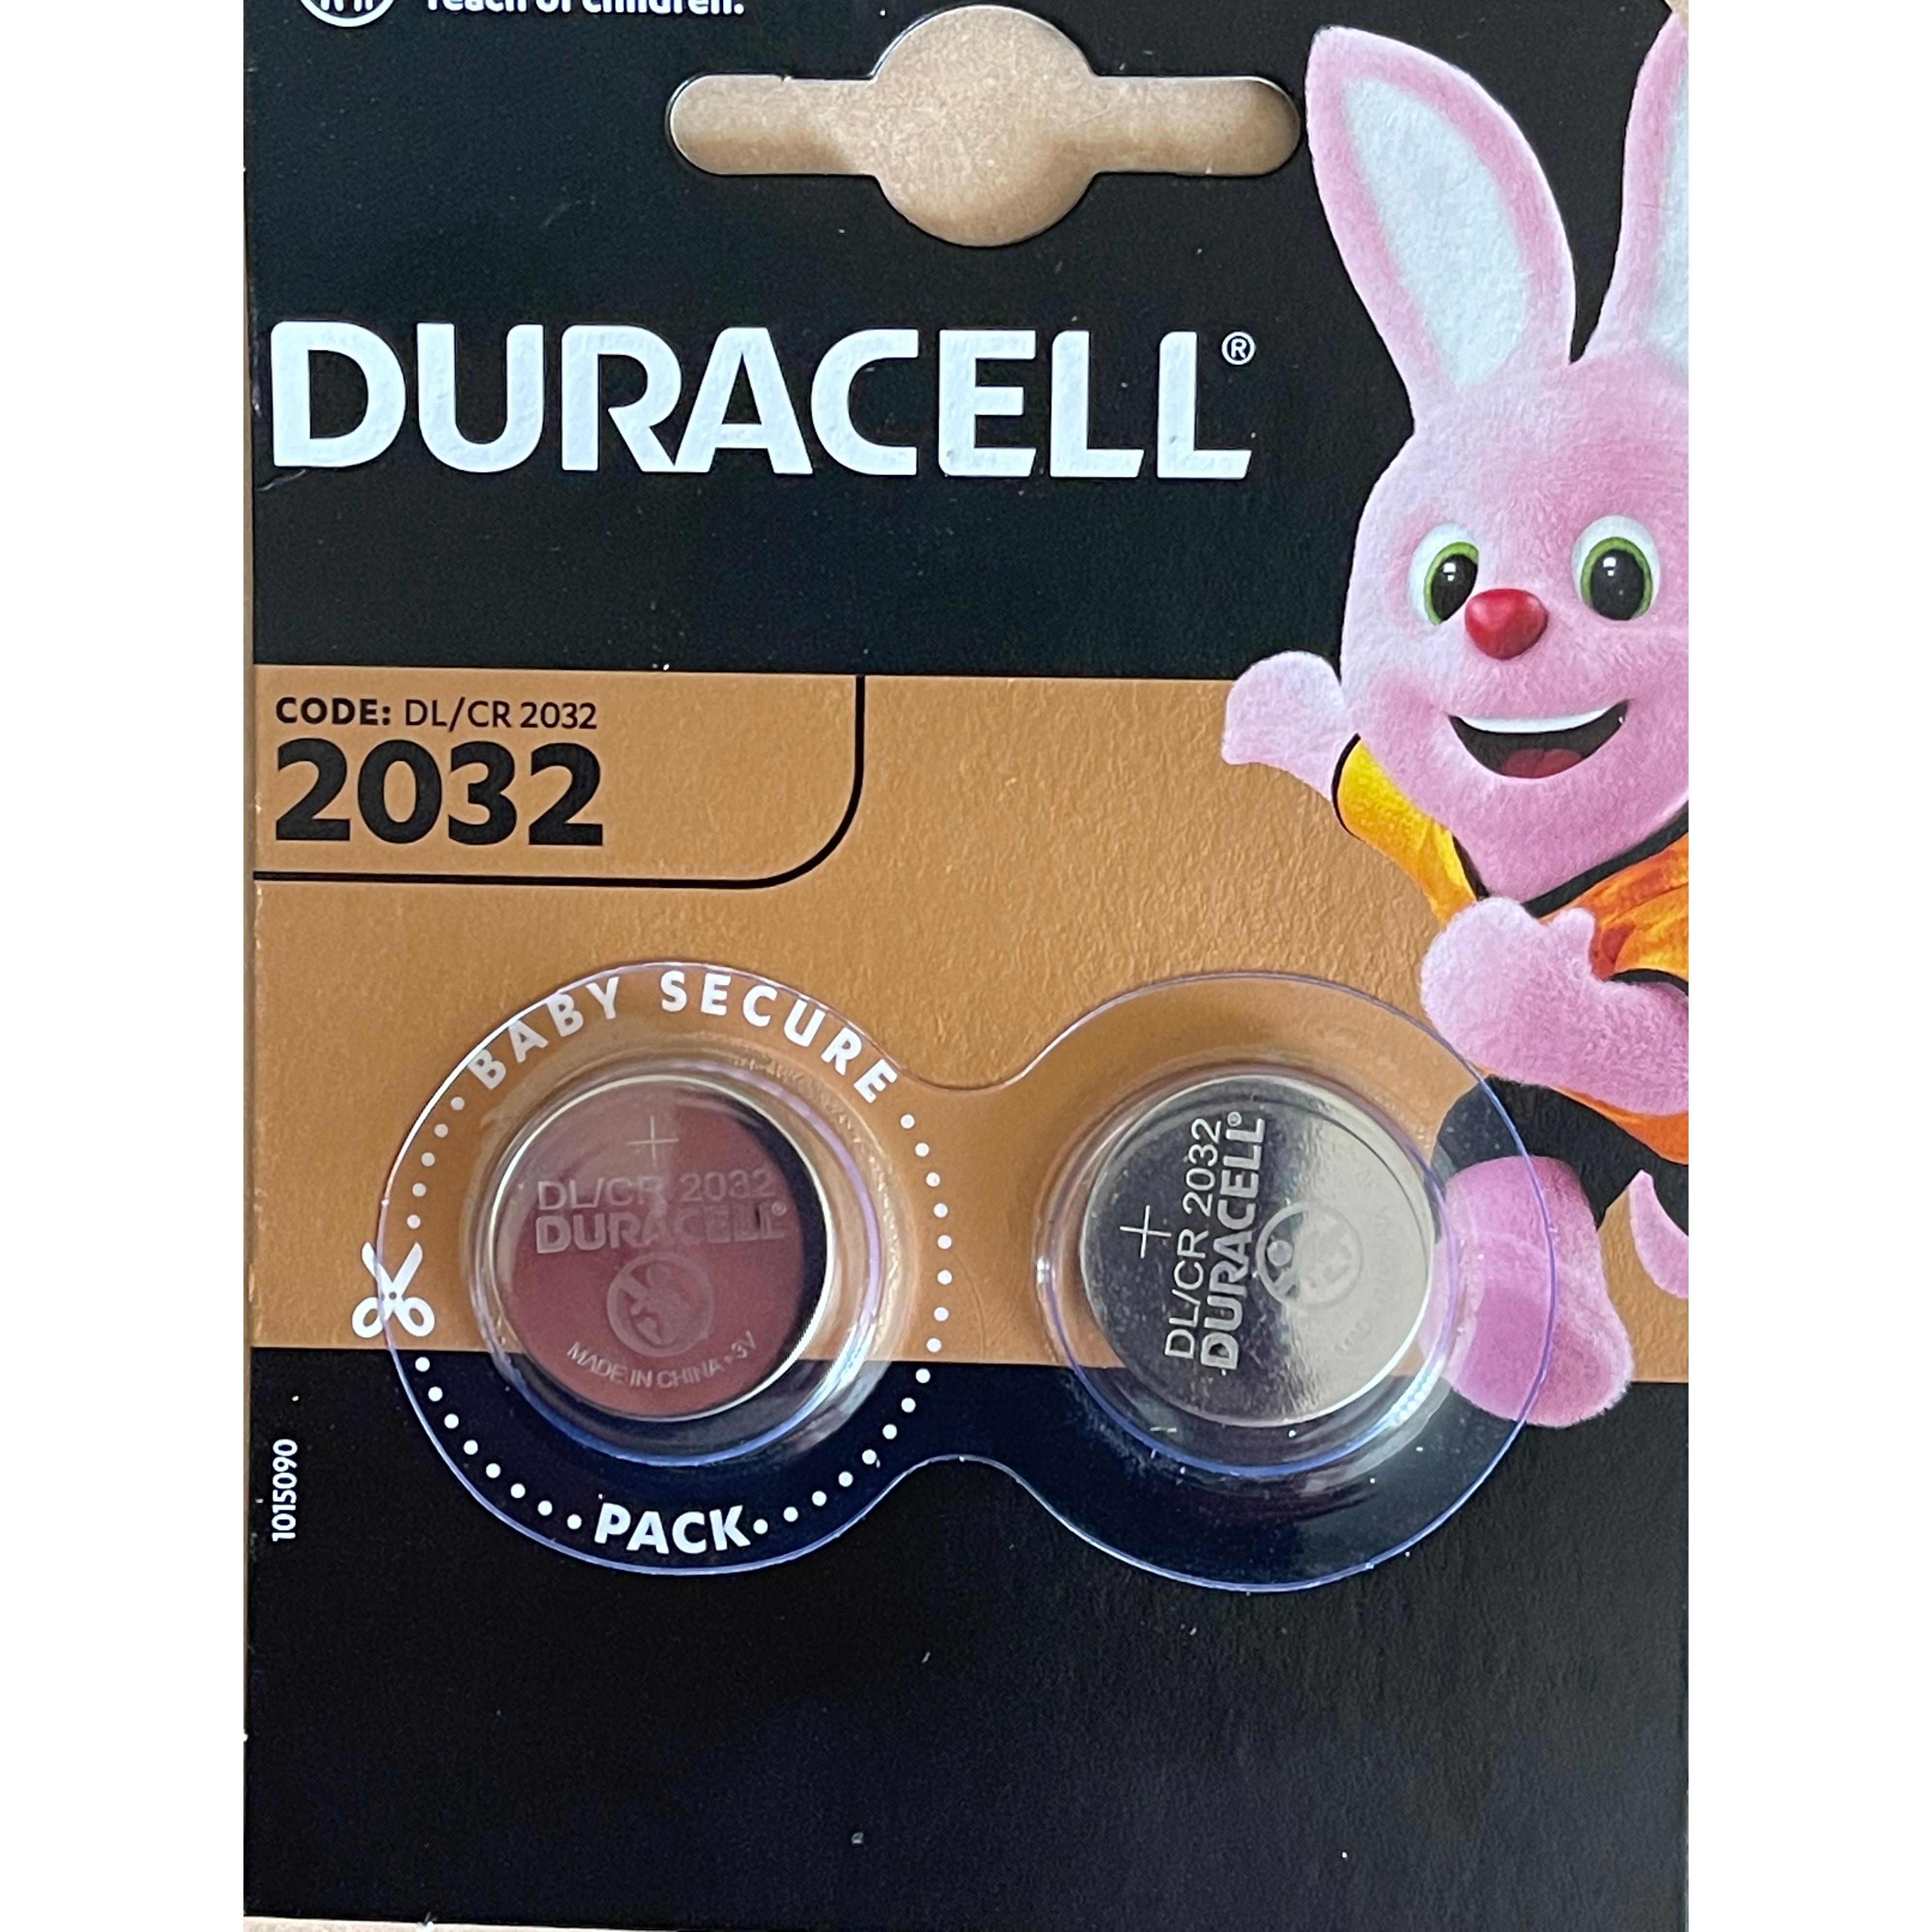 reach of children.
DURACELL®
CODE: DL/CR 2032
2032
BABY SECURE
PACK
+
DL/CR 2032
DURACELL®
MADE IN CHINA • 3V
+
DL/CR 2032
DURACELL®
1015090